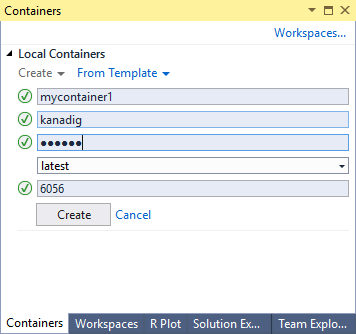 Containers
Workspaces...
Local Containers
Create From Template
mycontainer1
kanadig
●●●●●●
latest
6056
Create Cancel
Containers Workspaces R Plot Solution Ex... Team Explo...